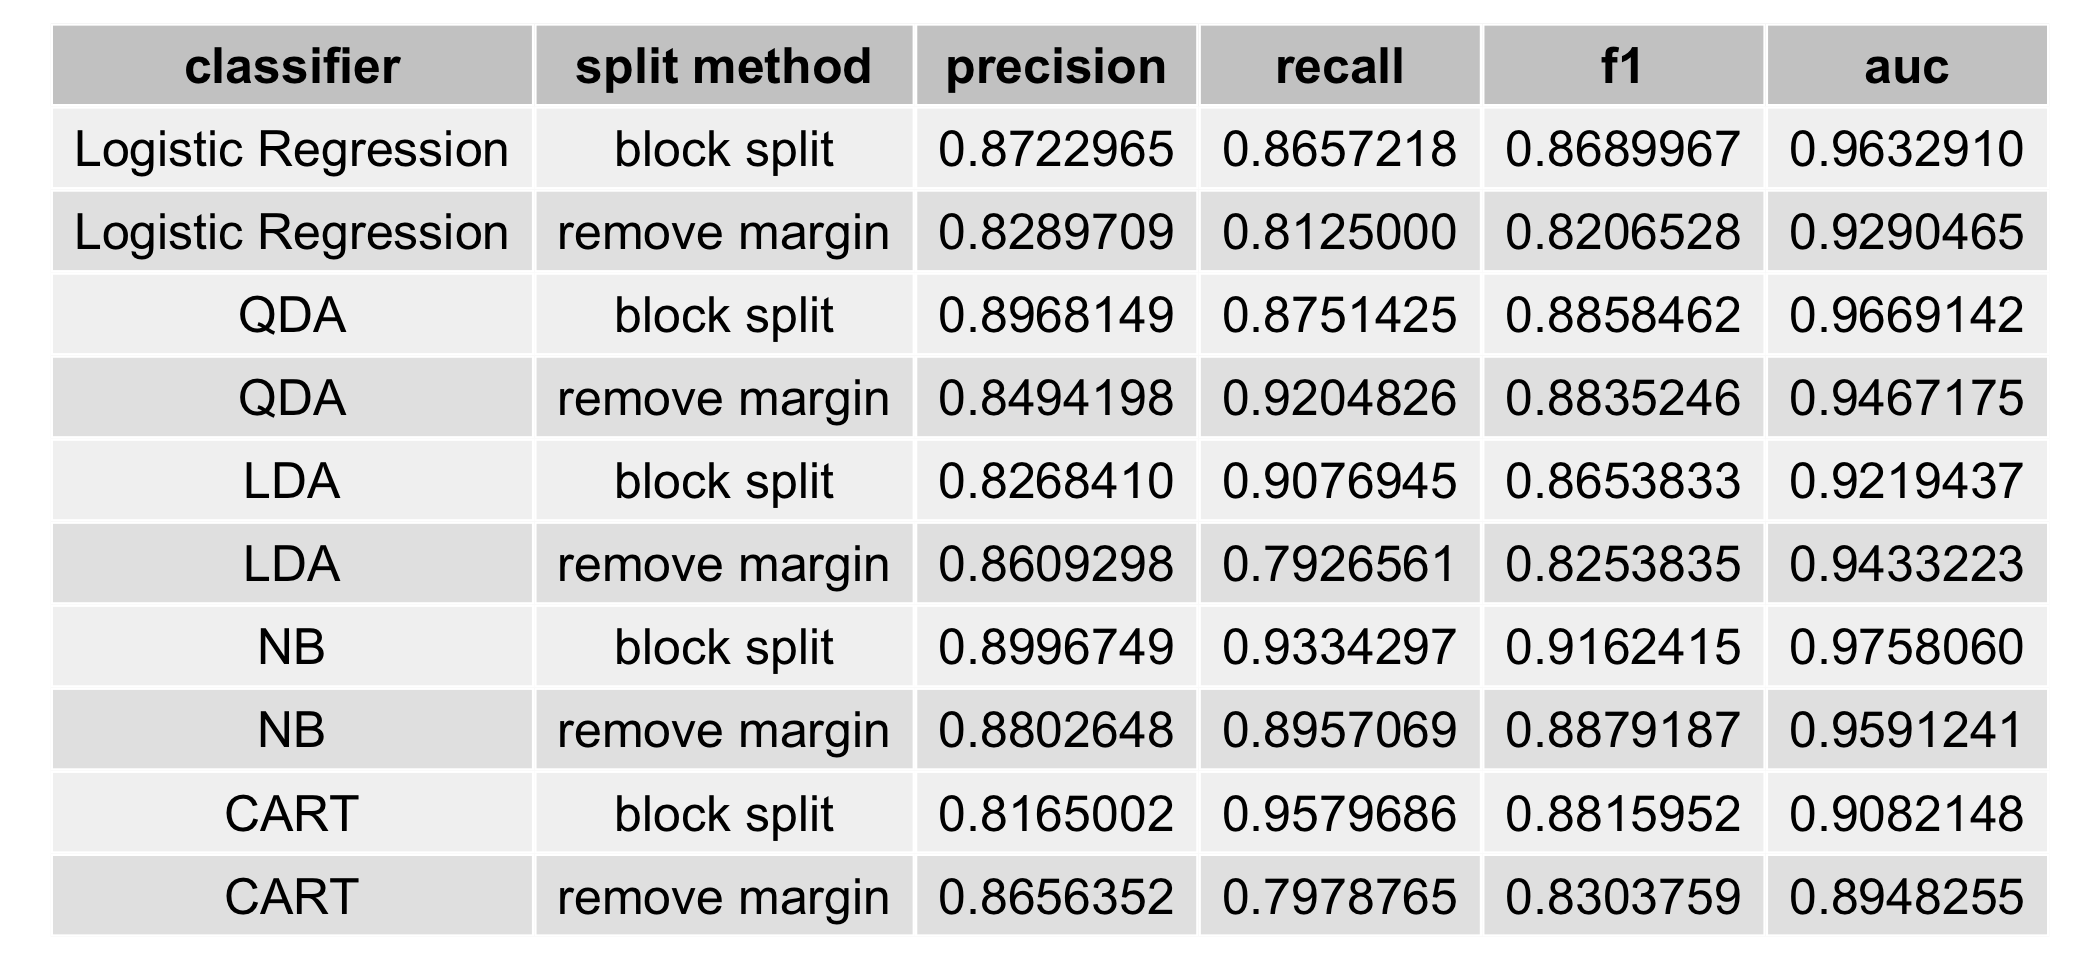 classifier split method precision recall f1 auc
Logistic Regression block split 0.8722965 0.8657218 0.8689967 0.9632910
Logistic Regression remove margin 0.8289709 0.8125000 0.8206528 0.9290465
QDA block split 0.8968149 0.8751425 0.8858462 0.9669142
QDA remove margin 0.8494198 0.9204826 0.8835246 0.9467175
LDA block split 0.8268410 0.9076945 0.8653833 0.9219437
LDA remove margin 0.8609298 0.7926561 0.8253835 0.9433223
NB block split 0.8996749 0.9334297 0.9162415 0.9758060
NB remove margin 0.8802648 0.8957069 0.8879187 0.9591241
CART block split 0.8165002 0.9579686 0.8815952 0.9082148
CART remove margin 0.8656352 0.7978765 0.8303759 0.8948255